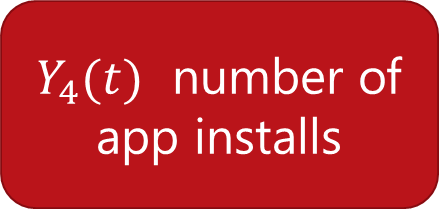 Y₄(t) number of
app installs